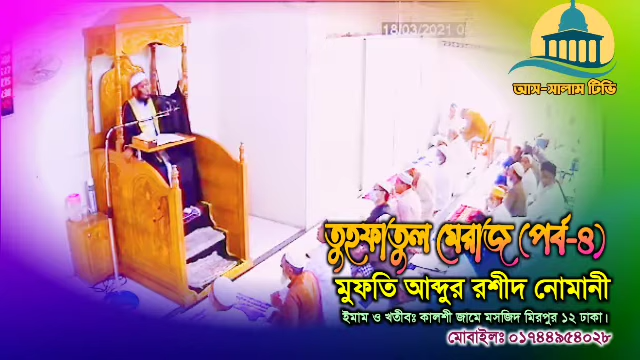 18/03/2021
আস-সালাম টিভি
তুহফাতুল মেরাজ (পর্ব-৪)
মুফতি আব্দুর রশীদ নোমানী
ইমাম ও খতীবঃ কালশী জামে মসজিদ মিরপুর ১২ ঢাকা।
মোবাইলঃ ০১৭৪৪৯৫৪০২৮